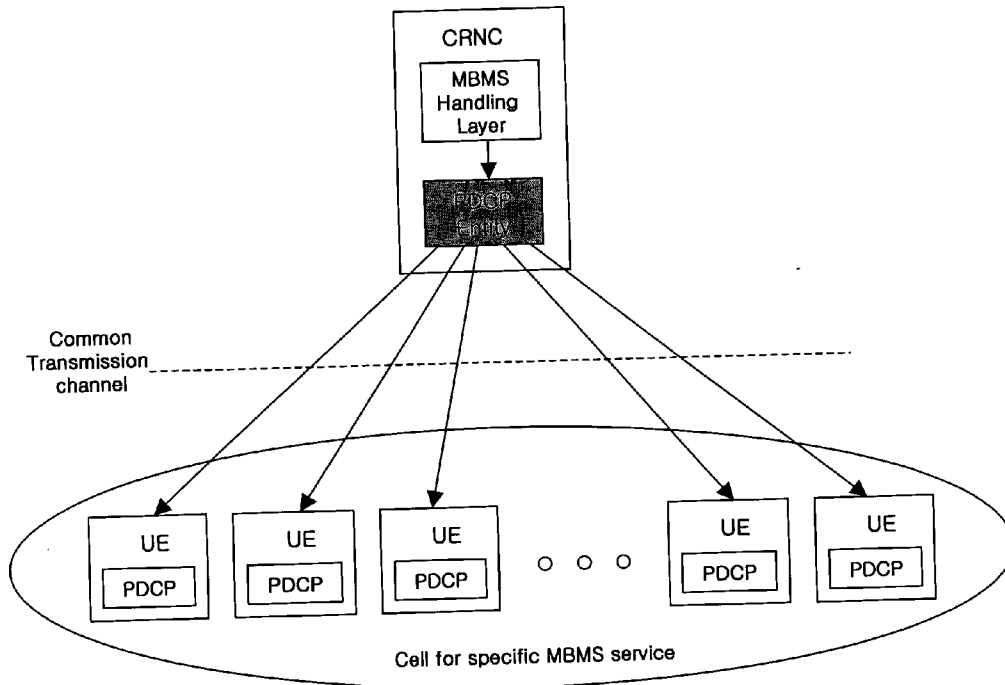 CRNC
MBMS
Handling
Layer
PDCP
Entity
Common
Transmission
channel
UE
PDCP
UE
PDCP
UE
PDCP
UE
PDCP
UE
PDCP
Cell for specific MBMS service